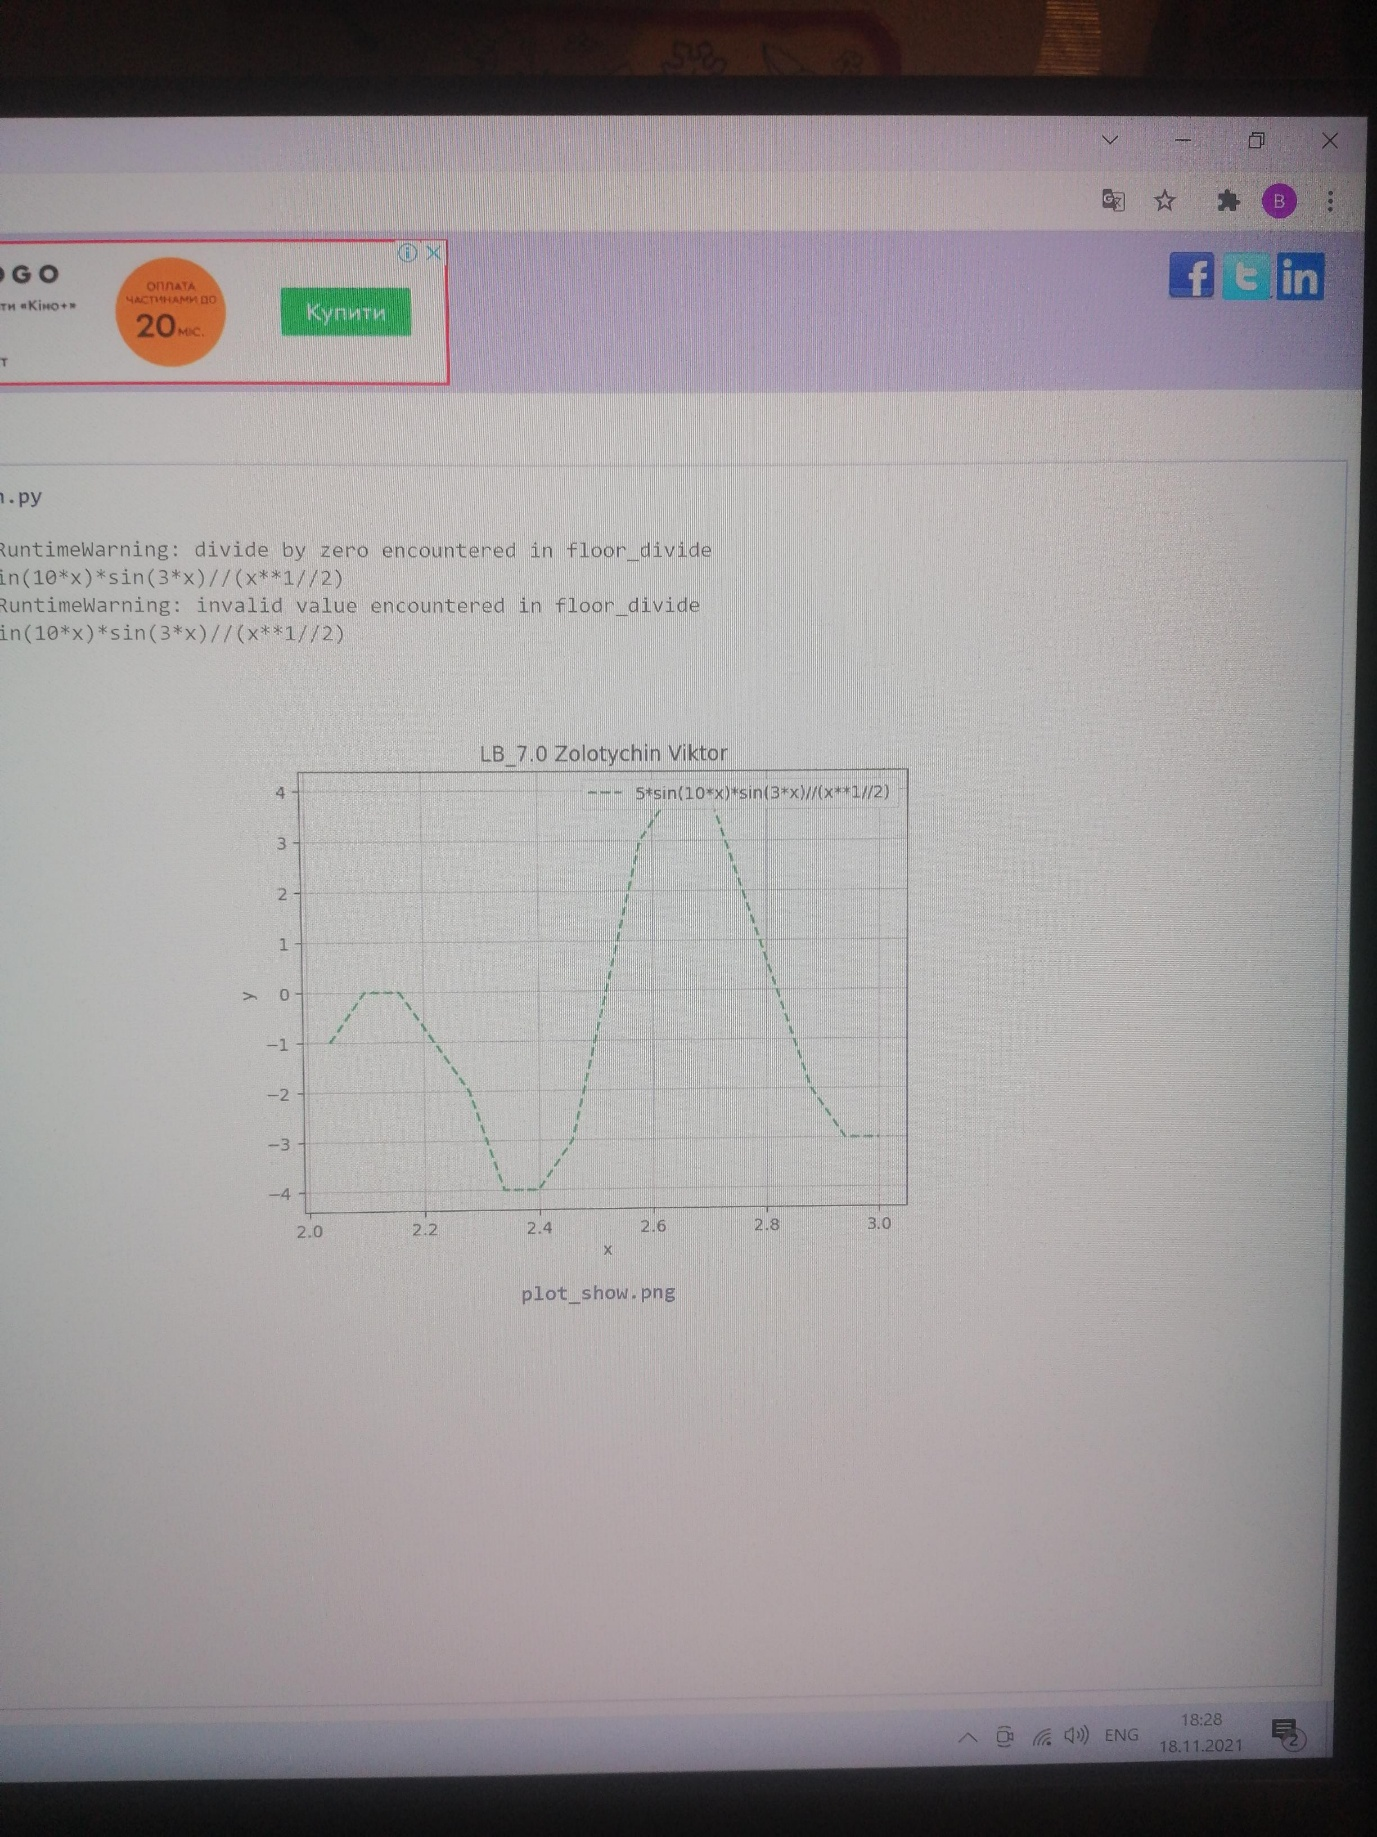 GO
ти «Кіно+»
т
ОПЛАТА
ЧАСТИНАМИ ДО
20 МІС.
Купити
B
f t in
n.py
RuntimeWarning: divide by zero encountered in floor_divide
in(10*x)*sin(3*x)//(x**1//2)
RuntimeWarning: invalid value encountered in floor_divide
in(10*x)*sin(3*x)//(x**1//2)
LB_7.0 Zolotychin Viktor
5*sin(10*x)*sin(3*x)//(x**1//2)
4
3
2
1
0
−1
−2
−3
−4
y
2.0 2.2 2.4 2.6 2.8 3.0
x
plot_show.png
ENG
18:28
18.11.2021
2